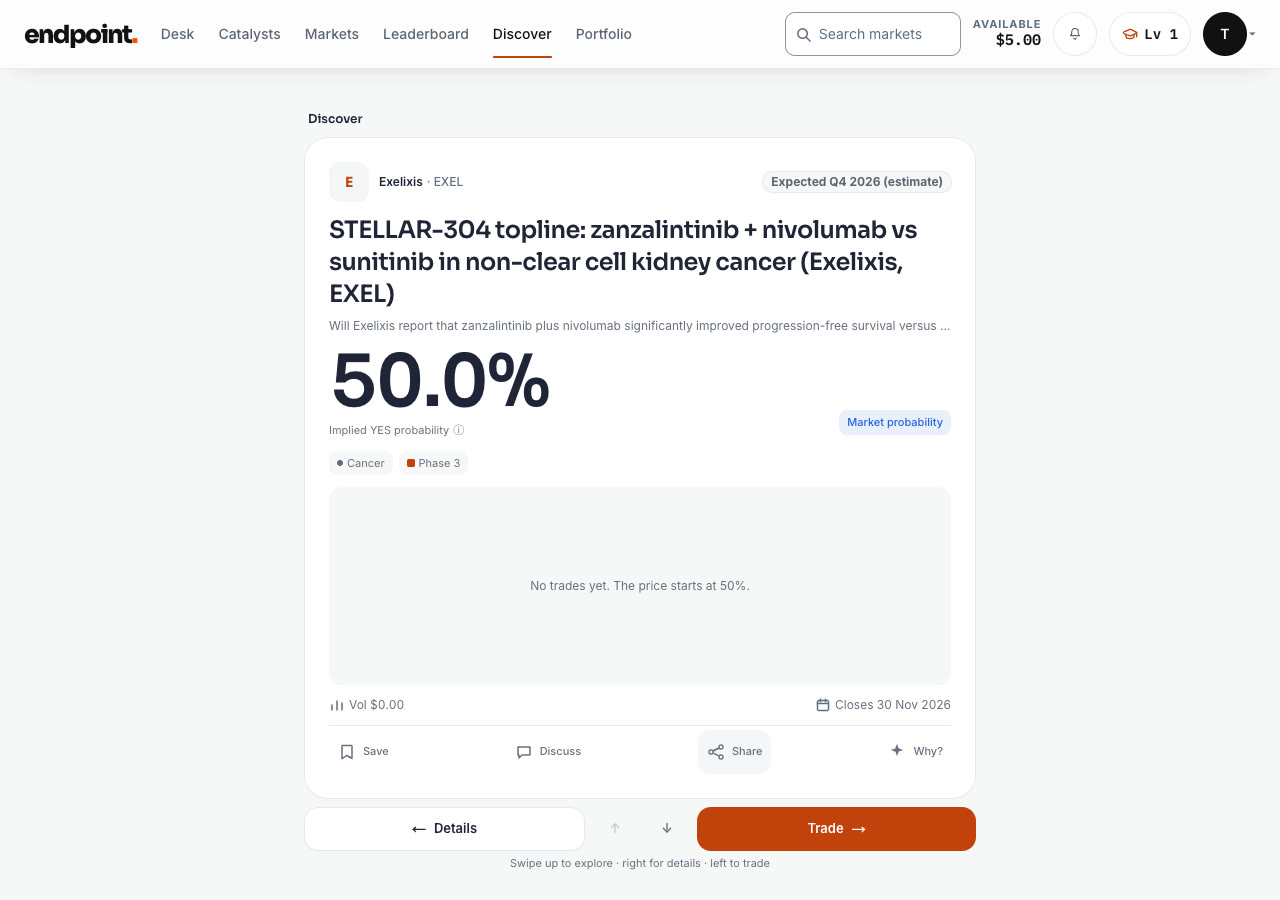 endpoint.
Desk
Catalysts
Markets
Leaderboard
Discover
Portfolio
Search markets
AVAILABLE
$5.00
Lv 1
T
Discover
E
Exelixis · EXEL
Expected Q4 2026 (estimate)
STELLAR-304 topline: zanzalintinib + nivolumab vs
sunitinib in non-clear cell kidney cancer (Exelixis,
EXEL)
Will Exelixis report that zanzalintinib plus nivolumab significantly improved progression-free survival versus ...
50.0%
Implied YES probability ⓘ
Market probability
Cancer
Phase 3
No trades yet. The price starts at 50%.
Vol $0.00
Closes 30 Nov 2026
Save
Discuss
Share
Why?
← Details
↑
↓
Trade →
Swipe up to explore · right for details · left to trade